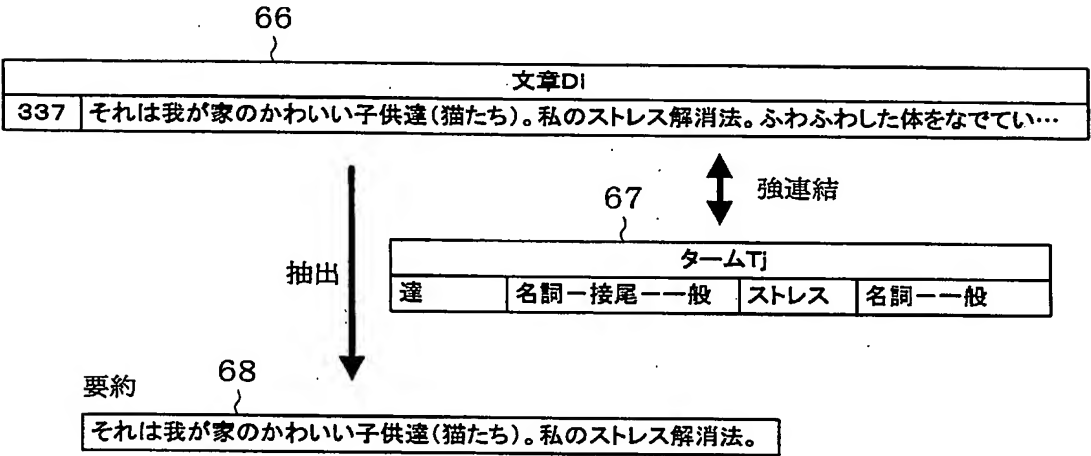 66
文章Di
337 それは我が家のかわいい子供達(猫たち)。私のストレス解消法。ふわふわした体をなでてい…
強連結
67
抽出
タームTj
達 名詞ー接尾ー一般 ストレス 名詞ー一般
要約
68
それは我が家のかわいい子供達(猫たち)。私のストレス解消法。